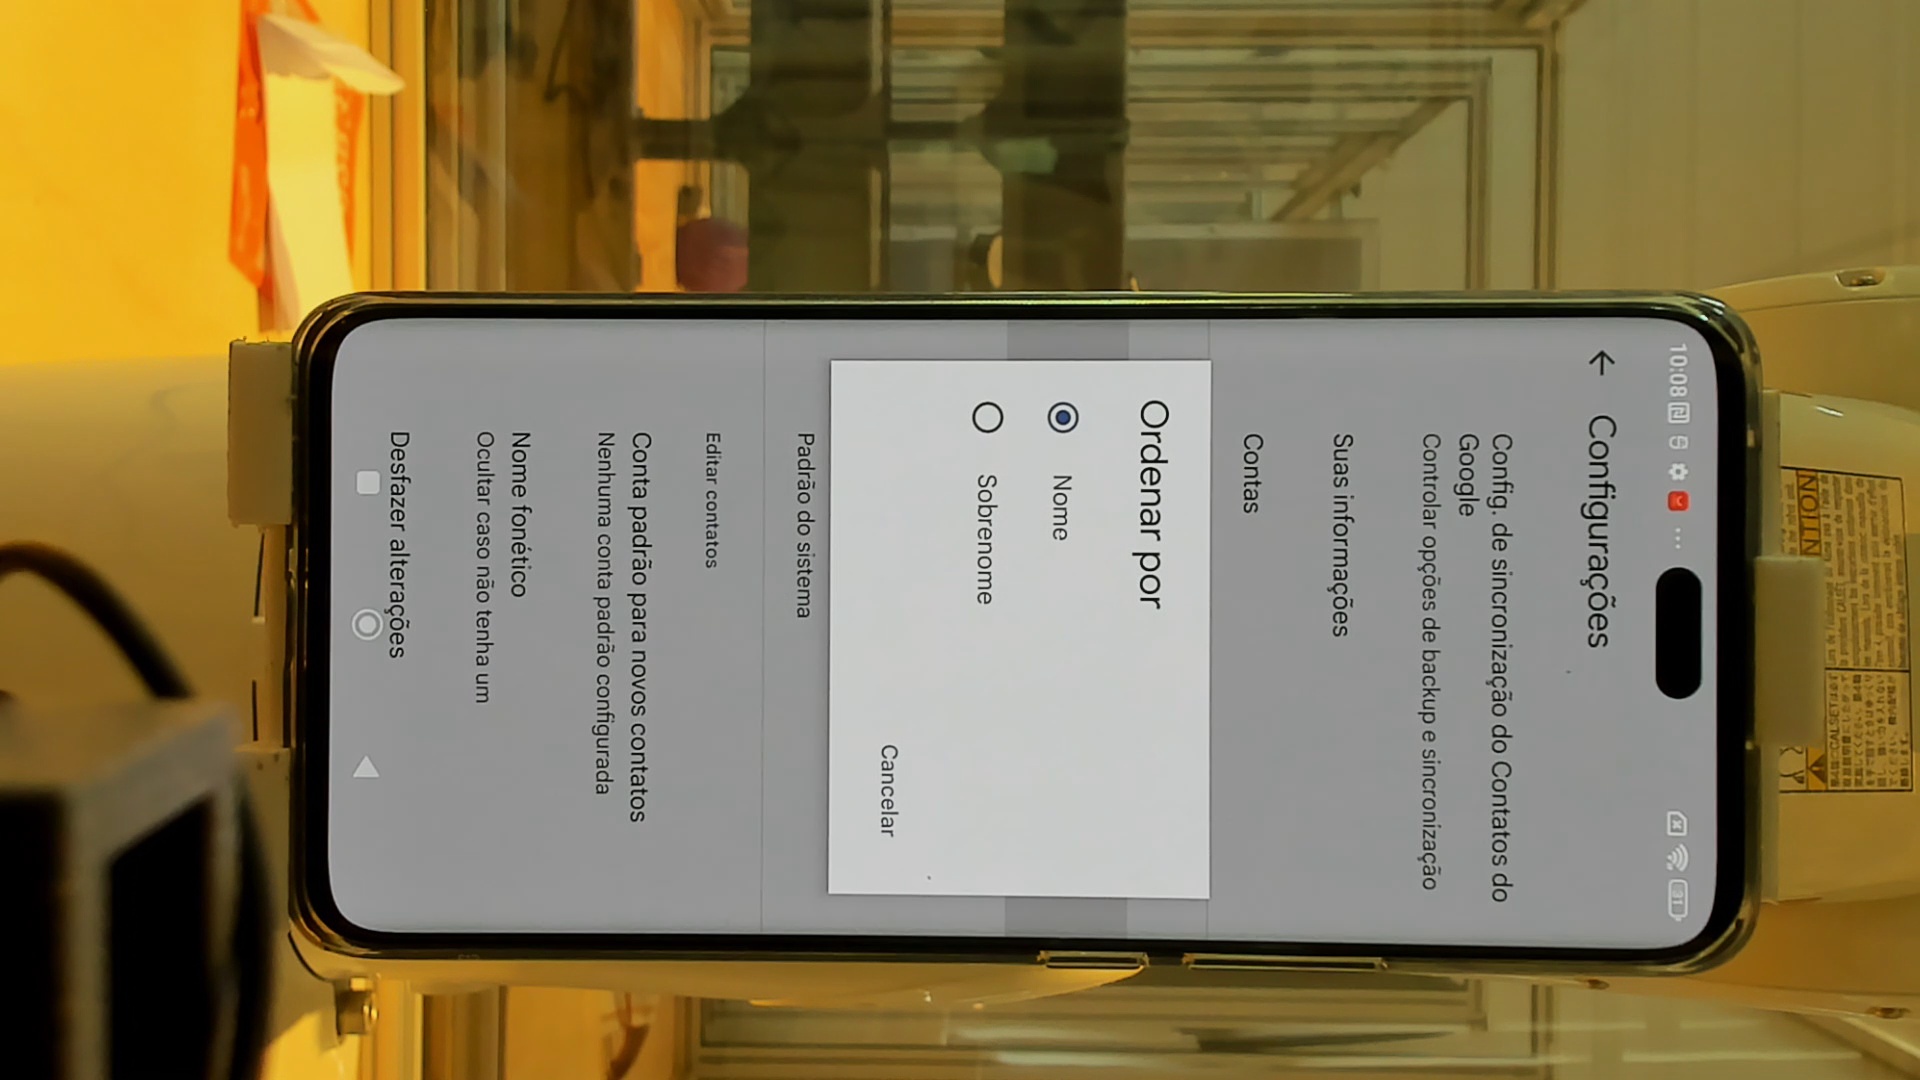 10:08
31
Configurações
Config. de sincronização do Contatos do
Google
Controlar opções de backup e sincronização
Suas informações
Contas
Ordenar por
Nome
Sobrenome
Cancelar
Padrão do sistema
Editar contatos
Conta padrão para novos contatos
Nenhuma conta padrão configurada
Nome fonético
Ocultar caso não tenha um
Desfazer alterações